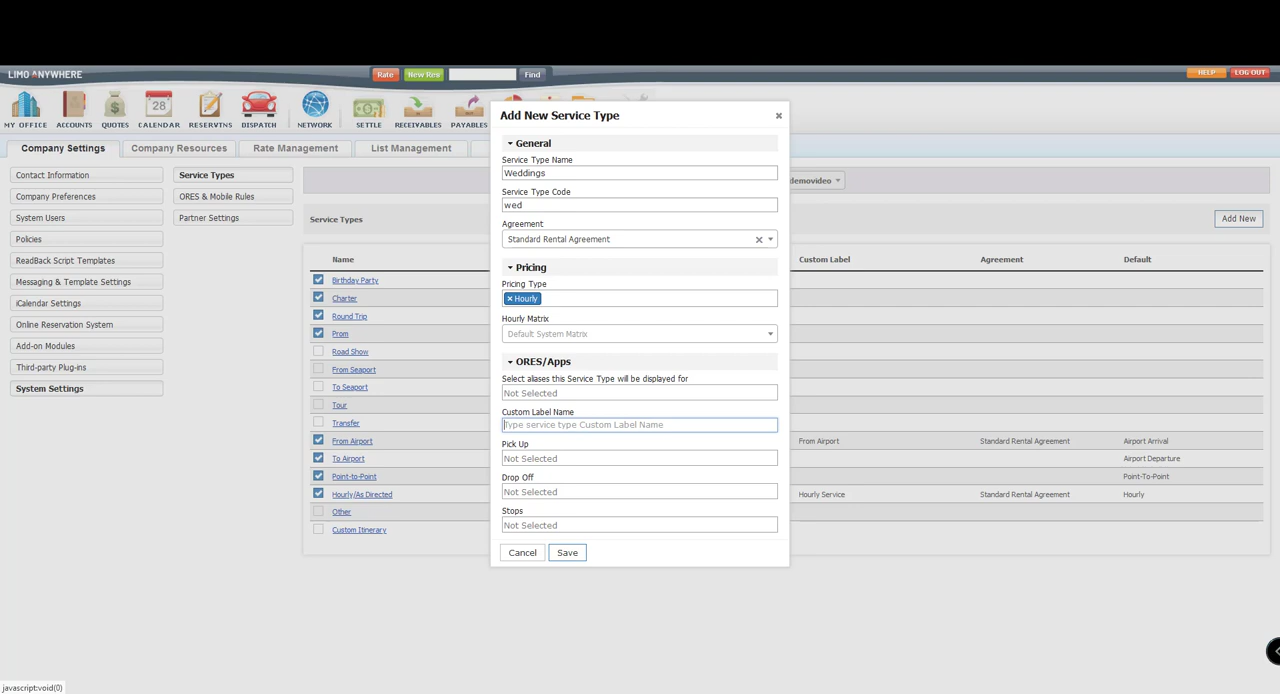 LIMO ANYWHERE
Rate
New Res
Find
HELP
LOG OUT
MY OFFICE
ACCOUNTS
QUOTES
28
CALENDAR
RESERVTNS
DISPATCH
NETWORK
SETTLE
RECEIVABLES
PAYABLES
Company Settings
Company Resources
Rate Management
List Management
Contact Information
Company Preferences
System Users
Policies
ReadBack Script Templates
Messaging & Template Settings
iCalendar Settings
Online Reservation System
Add-on Modules
Third-party Plug-ins
System Settings
Service Types
ORES & Mobile Rules
Partner Settings
demovideo
Service Types
Add New
Name
Custom Label
Agreement
Default
Birthday Party
Charter
Round Trip
Prom
Road Show
From Seaport
To Seaport
Tour
Transfer
From Airport From Airport Standard Rental Agreement Airport Arrival
To Airport Airport Departure
Point-to-Point Point-To-Point
Hourly/As Directed Hourly Service Standard Rental Agreement Hourly
Other
Custom Itinerary
Add New Service Type
×
General
Service Type Name
Weddings
Service Type Code
wed
Agreement
Standard Rental Agreement
Pricing
Pricing Type
× Hourly
Hourly Matrix
Default System Matrix
ORES/Apps
Select aliases this Service Type will be displayed for
Not Selected
Custom Label Name
Type service type Custom Label Name
Pick Up
Not Selected
Drop Off
Not Selected
Stops
Not Selected
Cancel
Save
javascript:void(0)